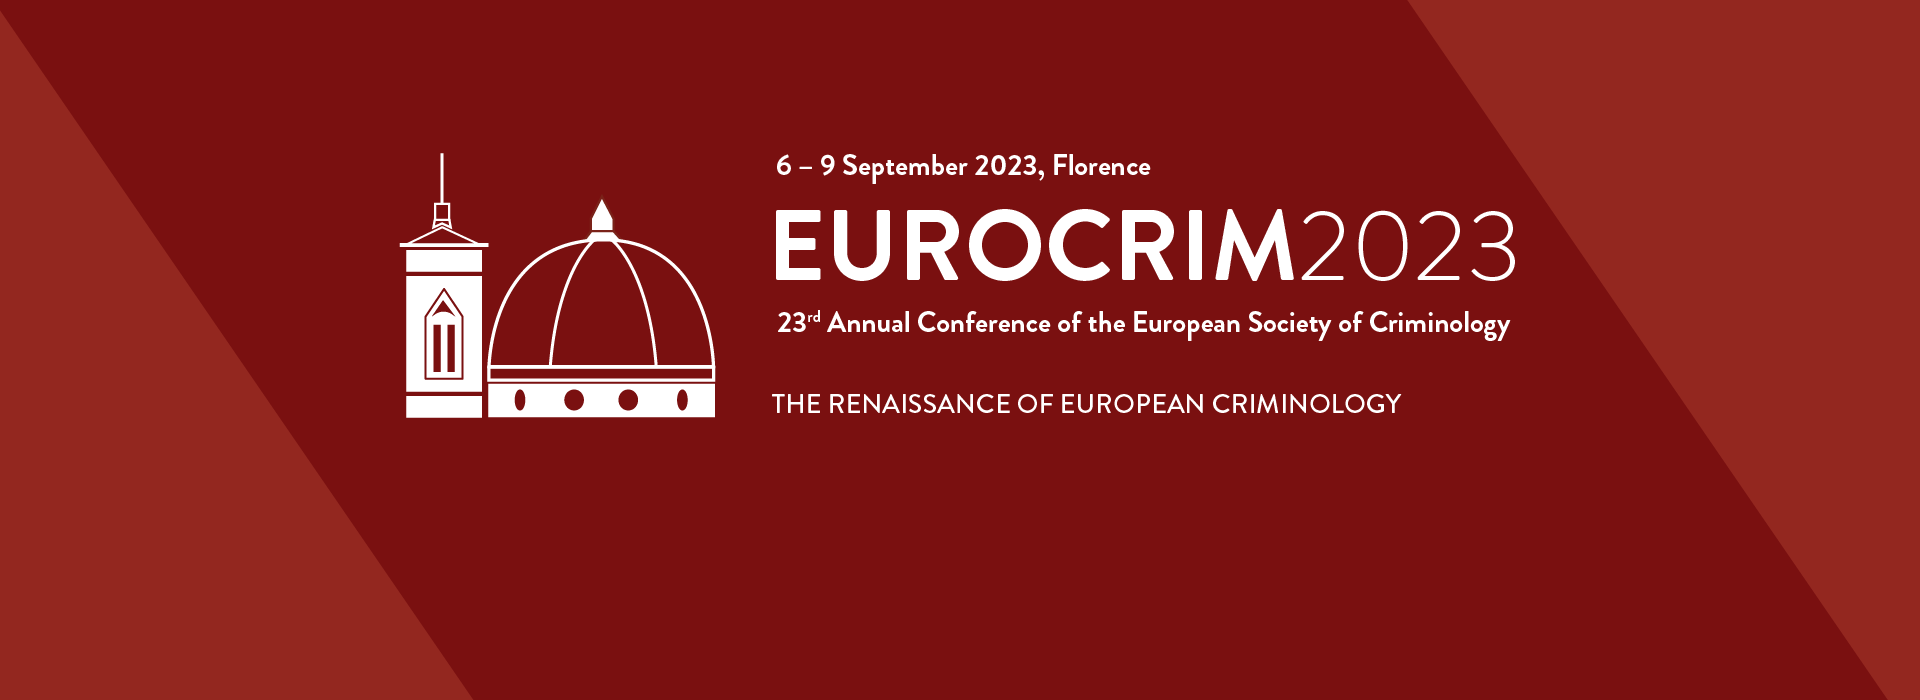 6 – 9 September 2023, Florence
EUROCRIM2023
23rd Annual Conference of the European Society of Criminology
THE RENAISSANCE OF EUROPEAN CRIMINOLOGY